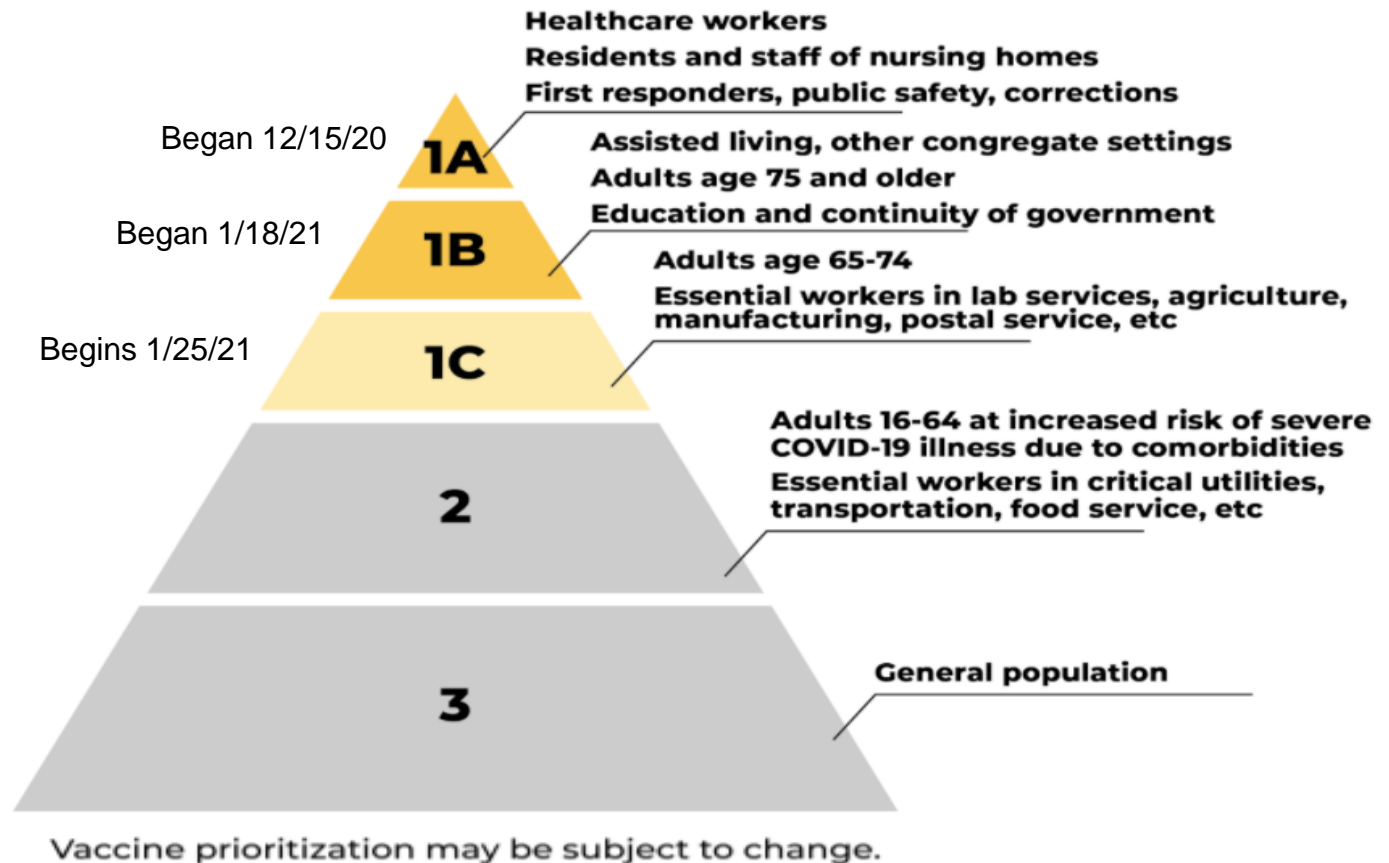 Healthcare workers
Residents and staff of nursing homes
First responders, public safety, corrections
Began 12/15/20
1A
Assisted living, other congregate settings
Adults age 75 and older
Education and continuity of government
Began 1/18/21
1B
Adults age 65-74
Essential workers in lab services, agriculture,
manufacturing, postal service, etc
Begins 1/25/21
1C
Adults 16-64 at increased risk of severe
COVID-19 illness due to comorbidities
Essential workers in critical utilities,
transportation, food service, etc
2
General population
3
Vaccine prioritization may be subject to change.